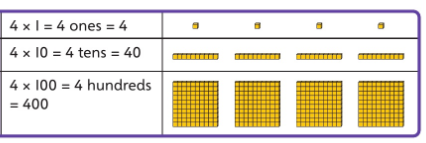 4 × 1 = 4 ones = 4
4 × 10 = 4 tens = 40
4 × 100 = 4 hundreds
= 400